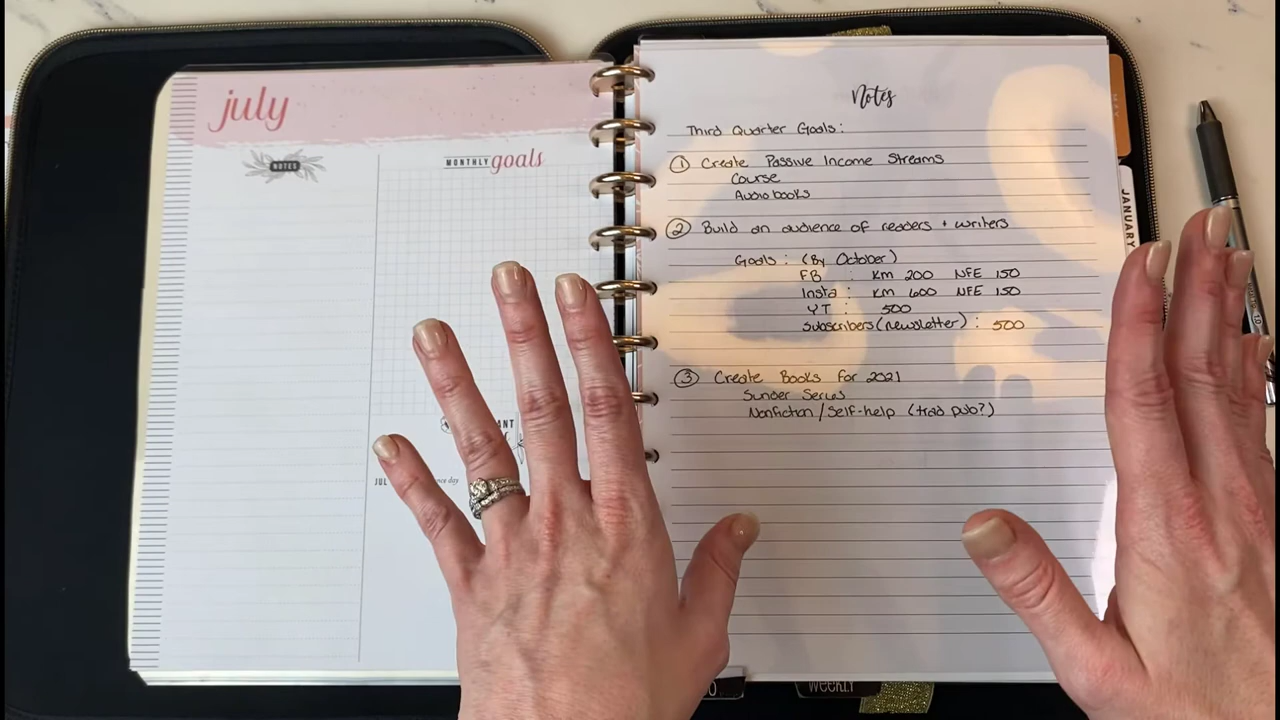 july
NOTES
MONTHLY goals
JUL
Notes
Third Quarter Goals:
① Create Passive Income Streams
Course
Audiobooks
② Build an audience of readers + writers
Goals: (By October)
FB : KM 200 NFE 150
Insta : KM 600 NFE 150
YT : 500
Subscribers (newsletter) : 500
③ Create Books for 2021
Sunder Series
Nonfiction/Self-help (trad pub?)
MAY
JANUARY
WEEKLY